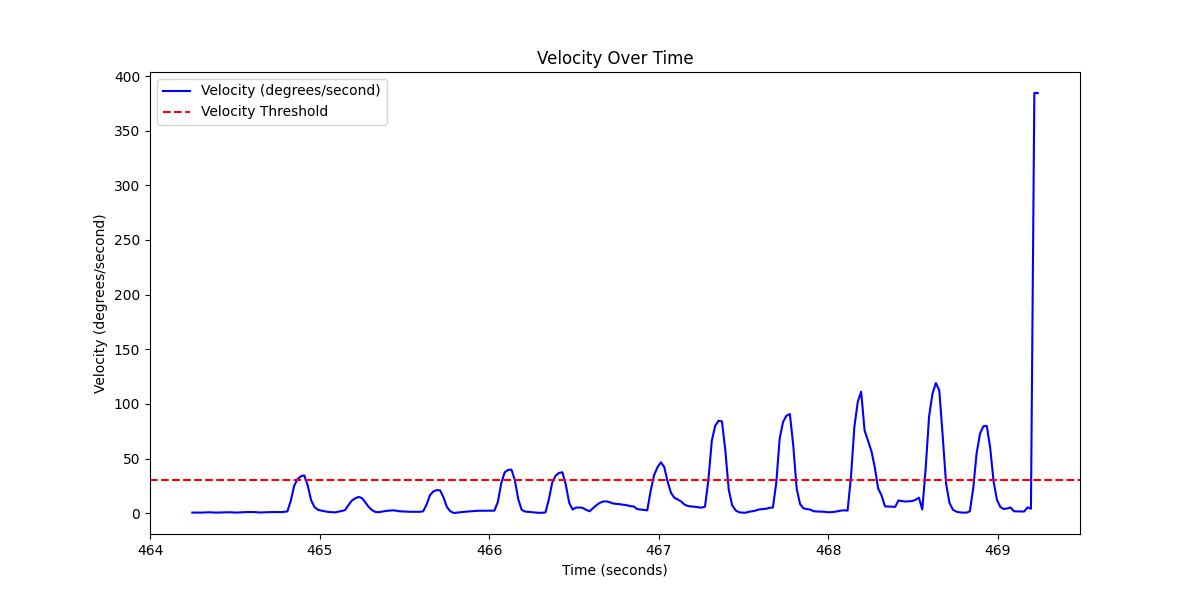 Velocity Over Time
Velocity (degrees/second)
Velocity Threshold
400
350
300
250
200
150
100
50
0
Velocity (degrees/second)
464 465 466 467 468 469
Time (seconds)